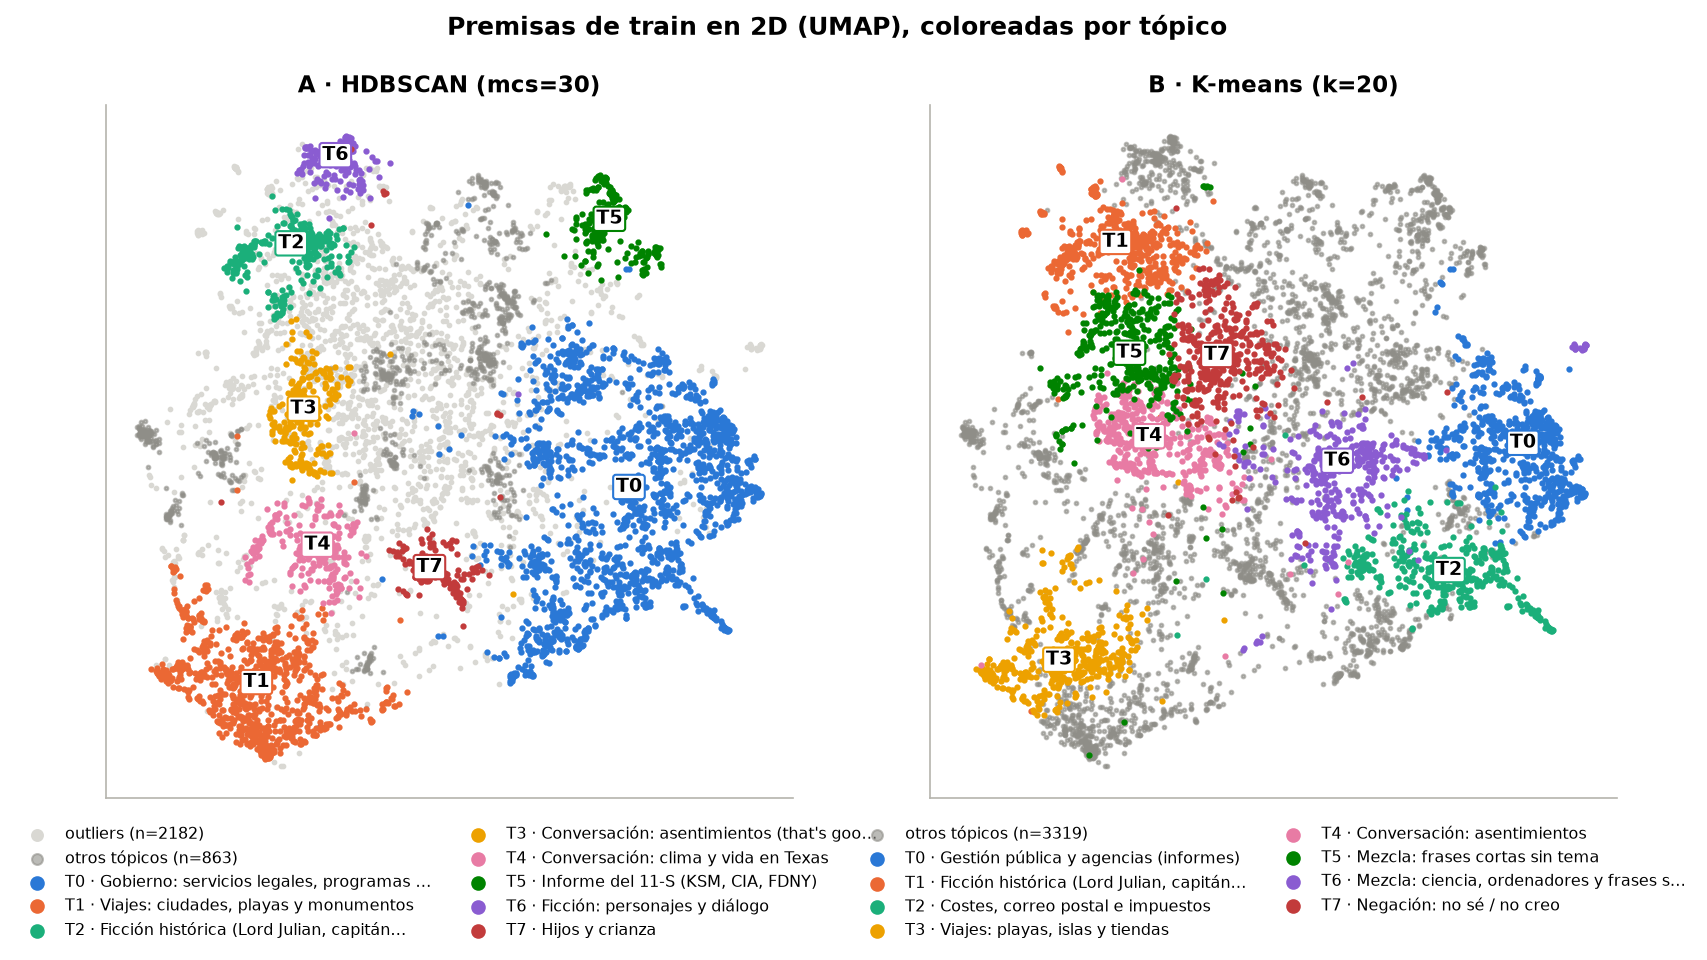 Premisas de train en 2D (UMAP), coloreadas por tópico
A · HDBSCAN (mcs=30)
T6
T5
T2
T3
T0
T4
T7
T1
B · K-means (k=20)
T1
T5
T7
T4
T0
T6
T2
T3
outliers (n=2182)
otros tópicos (n=863)
T0 · Gobierno: servicios legales, programas ...
T1 · Viajes: ciudades, playas y monumentos
T2 · Ficción histórica (Lord Julian, capitán...
T3 · Conversación: asentimientos (that's goo...
T4 · Conversación: clima y vida en Texas
T5 · Informe del 11-S (KSM, CIA, FDNY)
T6 · Ficción: personajes y diálogo
T7 · Hijos y crianza
otros tópicos (n=3319)
T0 · Gestión pública y agencias (informes)
T1 · Ficción histórica (Lord Julian, capitán...
T2 · Costes, correo postal e impuestos
T3 · Viajes: playas, islas y tiendas
T4 · Conversación: asentimientos
T5 · Mezcla: frases cortas sin tema
T6 · Mezcla: ciencia, ordenadores y frases s...
T7 · Negación: no sé / no creo